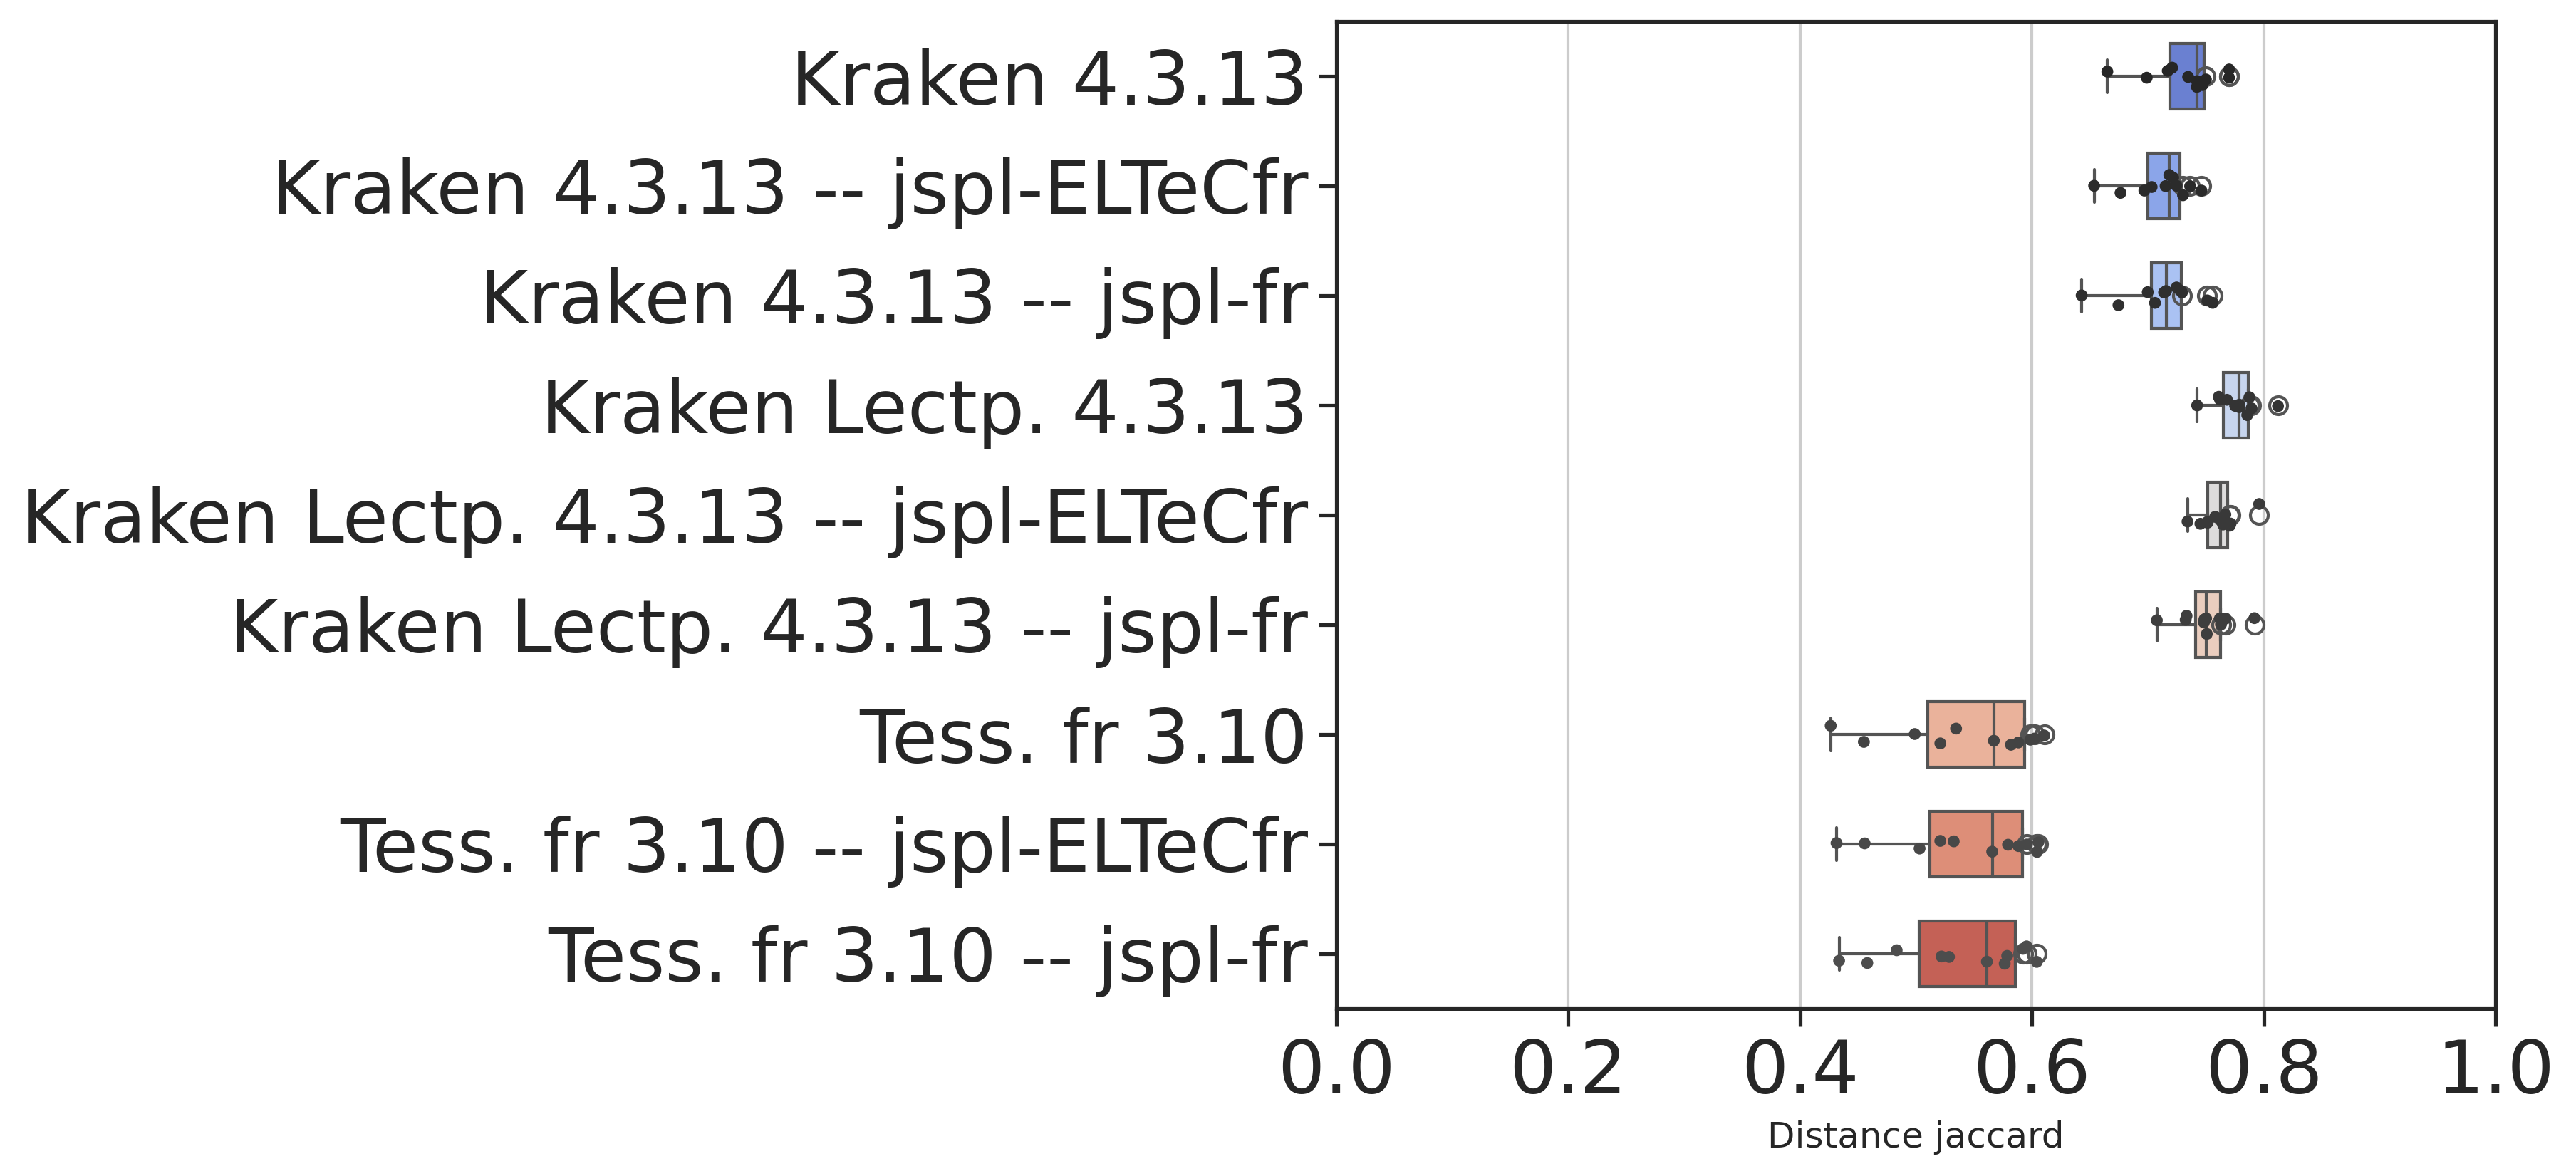 Kraken 4.3.13
Kraken 4.3.13 -- jspl-ELTeCfr
Kraken 4.3.13 -- jspl-fr
Kraken Lectp. 4.3.13
Kraken Lectp. 4.3.13 -- jspl-ELTeCfr
Kraken Lectp. 4.3.13 -- jspl-fr
Tess. fr 3.10
Tess. fr 3.10 -- jspl-ELTeCfr
Tess. fr 3.10 -- jspl-fr
0.0 0.2 0.4 0.6 0.8 1.0
Distance jaccard